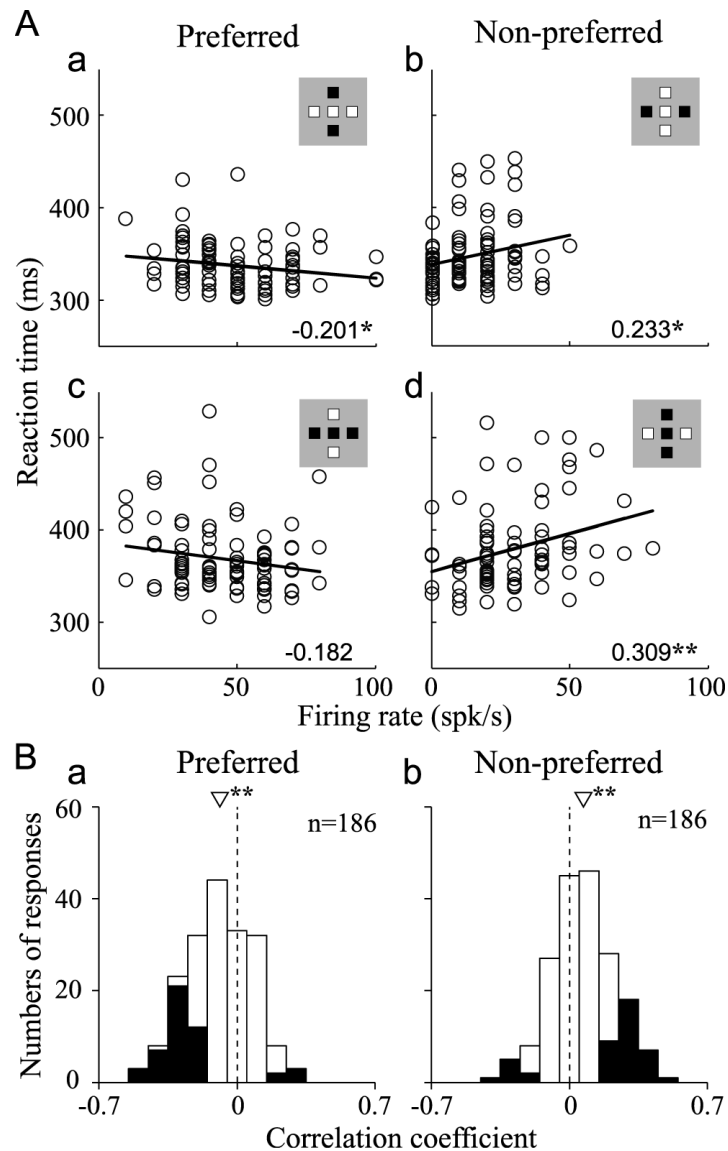 A
Preferred
Non-preferred
a
b
500
400
300
-0.201*
0.233*
c
d
500
400
300
-0.182
0.309**
0
50
100
0
50
100
Reaction time (ms)
Firing rate (spk/s)
B
Preferred
Non-preferred
a
b
**
**
n=186
n=186
60
40
20
0
-0.7
0
0.7
-0.7
0
0.7
Numbers of responses
Correlation coefficient